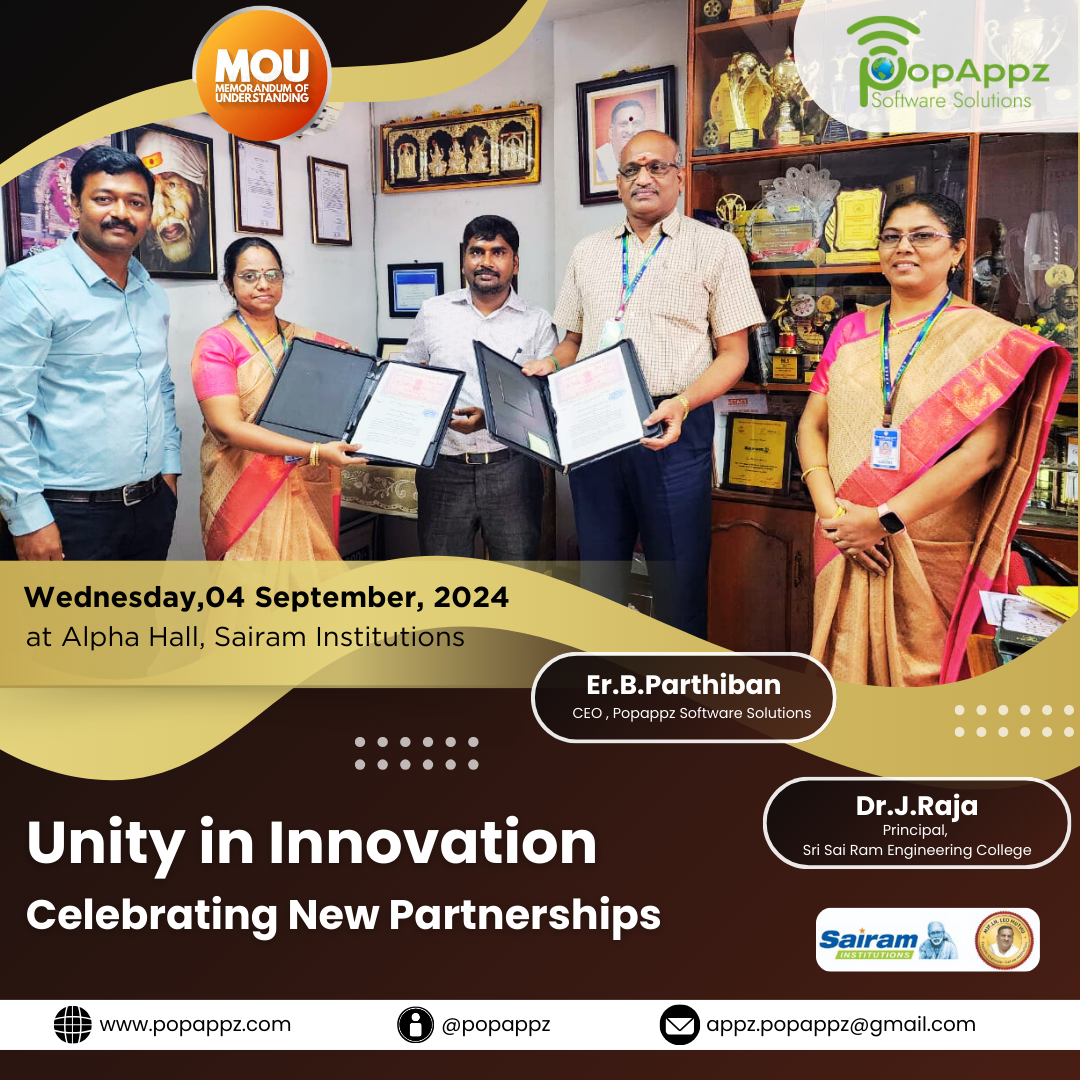 MOU
MEMORANDUM OF
UNDERSTANDING
PopAppz
Software Solutions
Wednesday,04 September, 2024
at Alpha Hall, Sairam Institutions
Er.B.Parthiban
CEO , Popappz Software Solutions
Dr.J.Raja
Principal,
Sri Sai Ram Engineering College
Unity in Innovation
Celebrating New Partnerships
Sairam
INSTITUTIONS
www.popappz.com
@popappz
appz.popappz@gmail.com